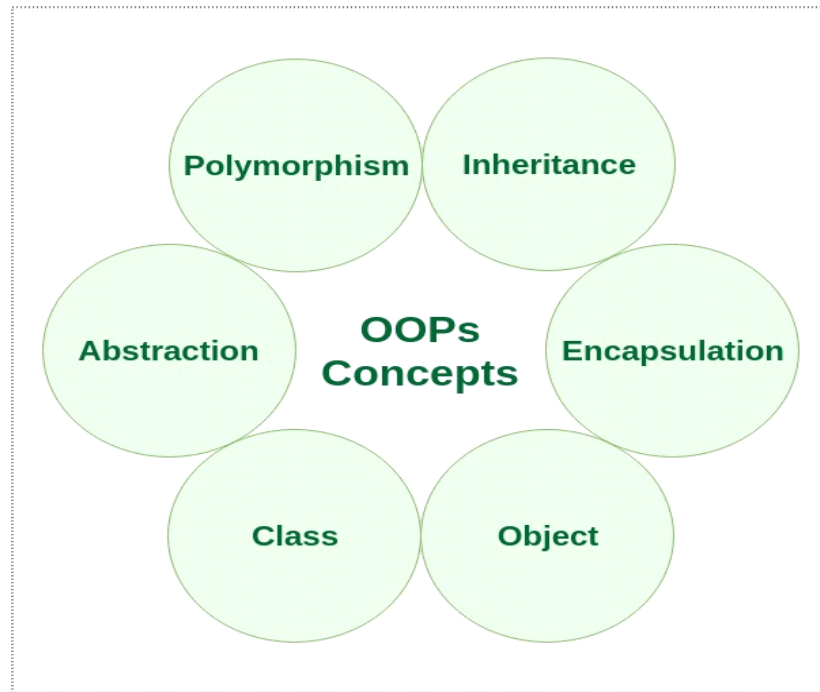 Polymorphism
Inheritance
Abstraction
OOPs
Concepts
Encapsulation
Class
Object